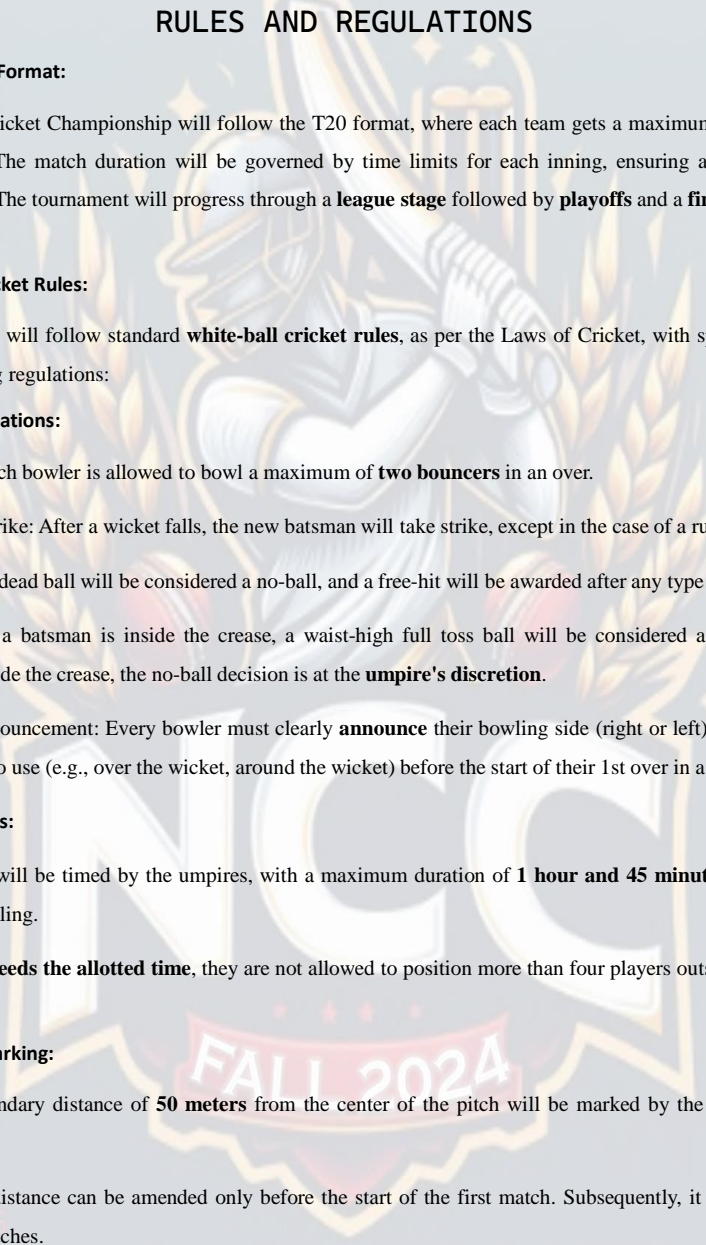 RULES AND REGULATIONS
Format:
icket Championship will follow the T20 format, where each team gets a maximum
The match duration will be governed by time limits for each inning, ensuring a
The tournament will progress through a league stage followed by playoffs and a fin
ket Rules:
will follow standard white-ball cricket rules, as per the Laws of Cricket, with sp
g regulations:
ations:
ch bowler is allowed to bowl a maximum of two bouncers in an over.
rike: After a wicket falls, the new batsman will take strike, except in the case of a ru
dead ball will be considered a no-ball, and a free-hit will be awarded after any type
a batsman is inside the crease, a waist-high full toss ball will be considered a
de the crease, the no-ball decision is at the umpire's discretion.
ouncement: Every bowler must clearly announce their bowling side (right or left)
o use (e.g., over the wicket, around the wicket) before the start of their 1st over in a
s:
will be timed by the umpires, with a maximum duration of 1 hour and 45 minut
ling.
eeds the allotted time, they are not allowed to position more than four players outs
arking:
ndary distance of 50 meters from the center of the pitch will be marked by the
distance can be amended only before the start of the first match. Subsequently, it
ches.
NCC
FALL 2024